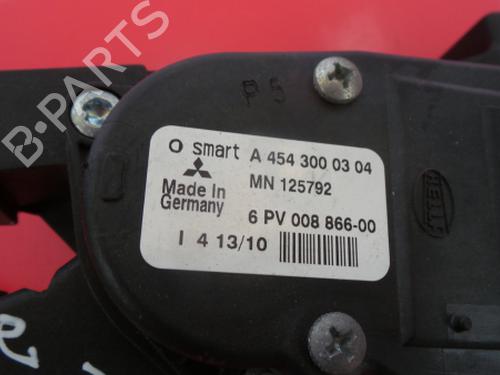 B-PARTS
P 5
smart A 454 300 03 04
MN 125792
Made In
Germany
6 PV 008 866-00
I 4 13/10
HELLA